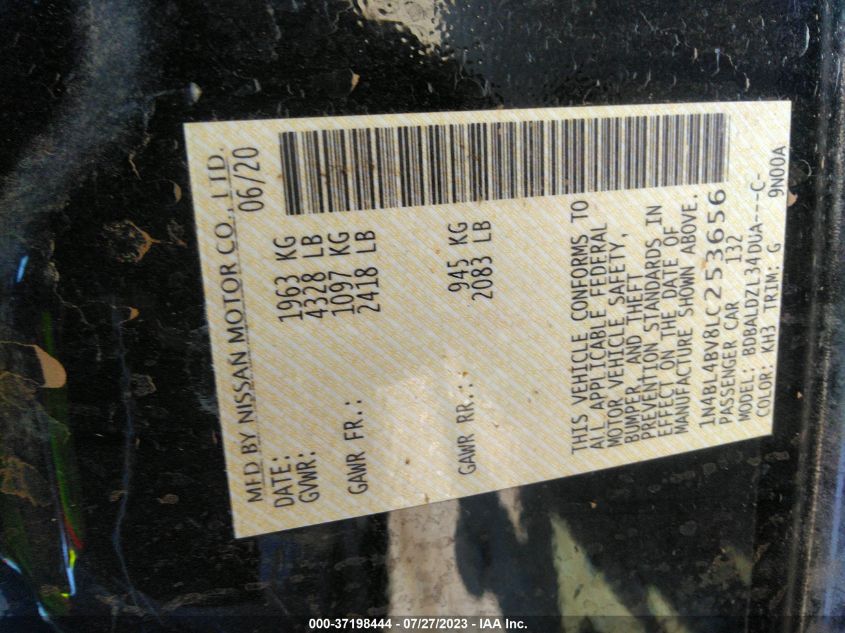 MFD BY NISSAN MOTOR CO., LTD.
DATE: 06/20
GVWR: 1963 KG
4328 LB
GAWR FR.: 1097 KG
2418 LB
GAWR RR.: 945 KG
2083 LB
THIS VEHICLE CONFORMS TO
ALL APPLICABLE FEDERAL
MOTOR VEHICLE SAFETY,
BUMPER, AND THEFT
PREVENTION STANDARDS IN
EFFECT ON THE DATE OF
MANUFACTURE SHOWN ABOVE.
1N4BL4BV8LC253656
PASSENGER CAR 132
MODEL: BDBALDZL34DUA---C-
COLOR: KH3 TRIM: G 9N00A
000-37198444 - 07/27/2023 - IAA Inc.